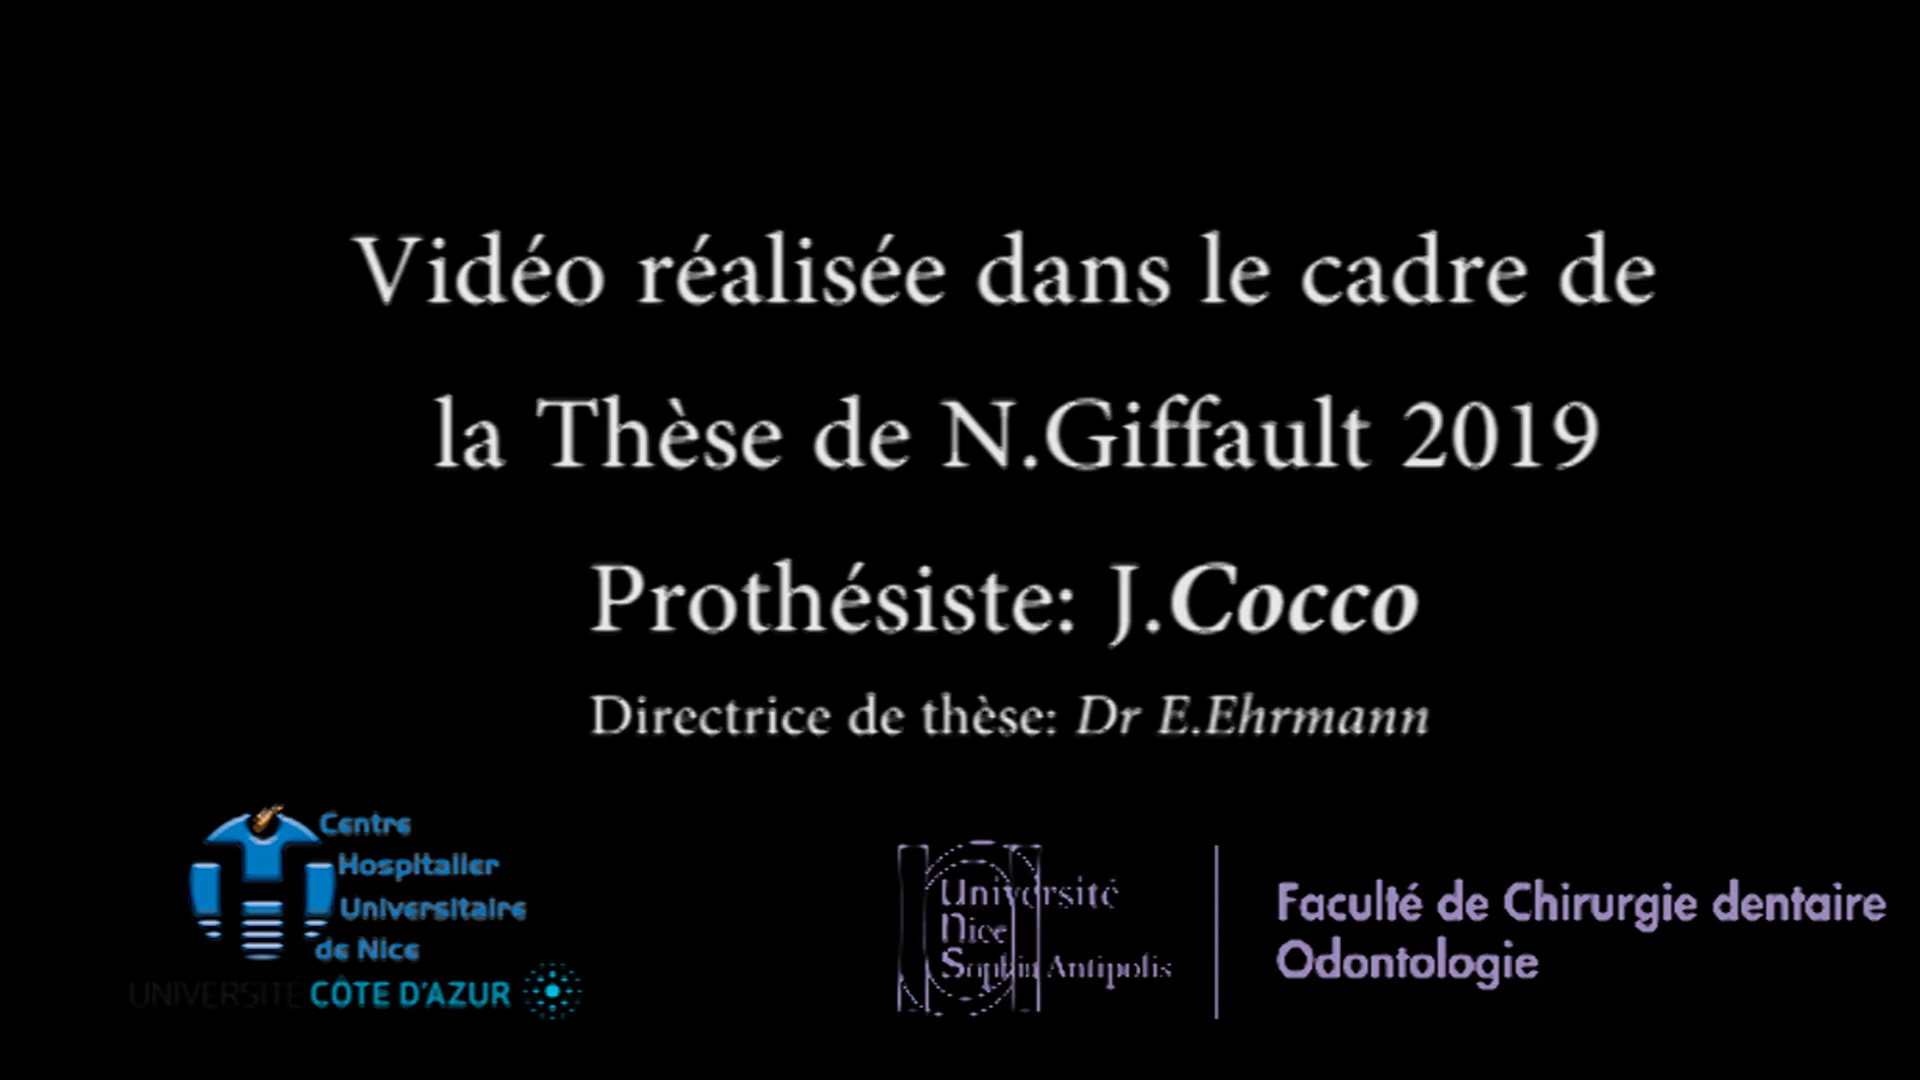 Vidéo réalisée dans le cadre de
la Thèse de N.Giffault 2019
Prothésiste: J.Cocco
Directrice de thèse: Dr E.Ehrmann
Centre
Hospitalier
Universitaire
de Nice
UNIVERSITÉ CÔTE D'AZUR
Université
Nice
Sophia Antipolis
Faculté de Chirurgie dentaire
Odontologie